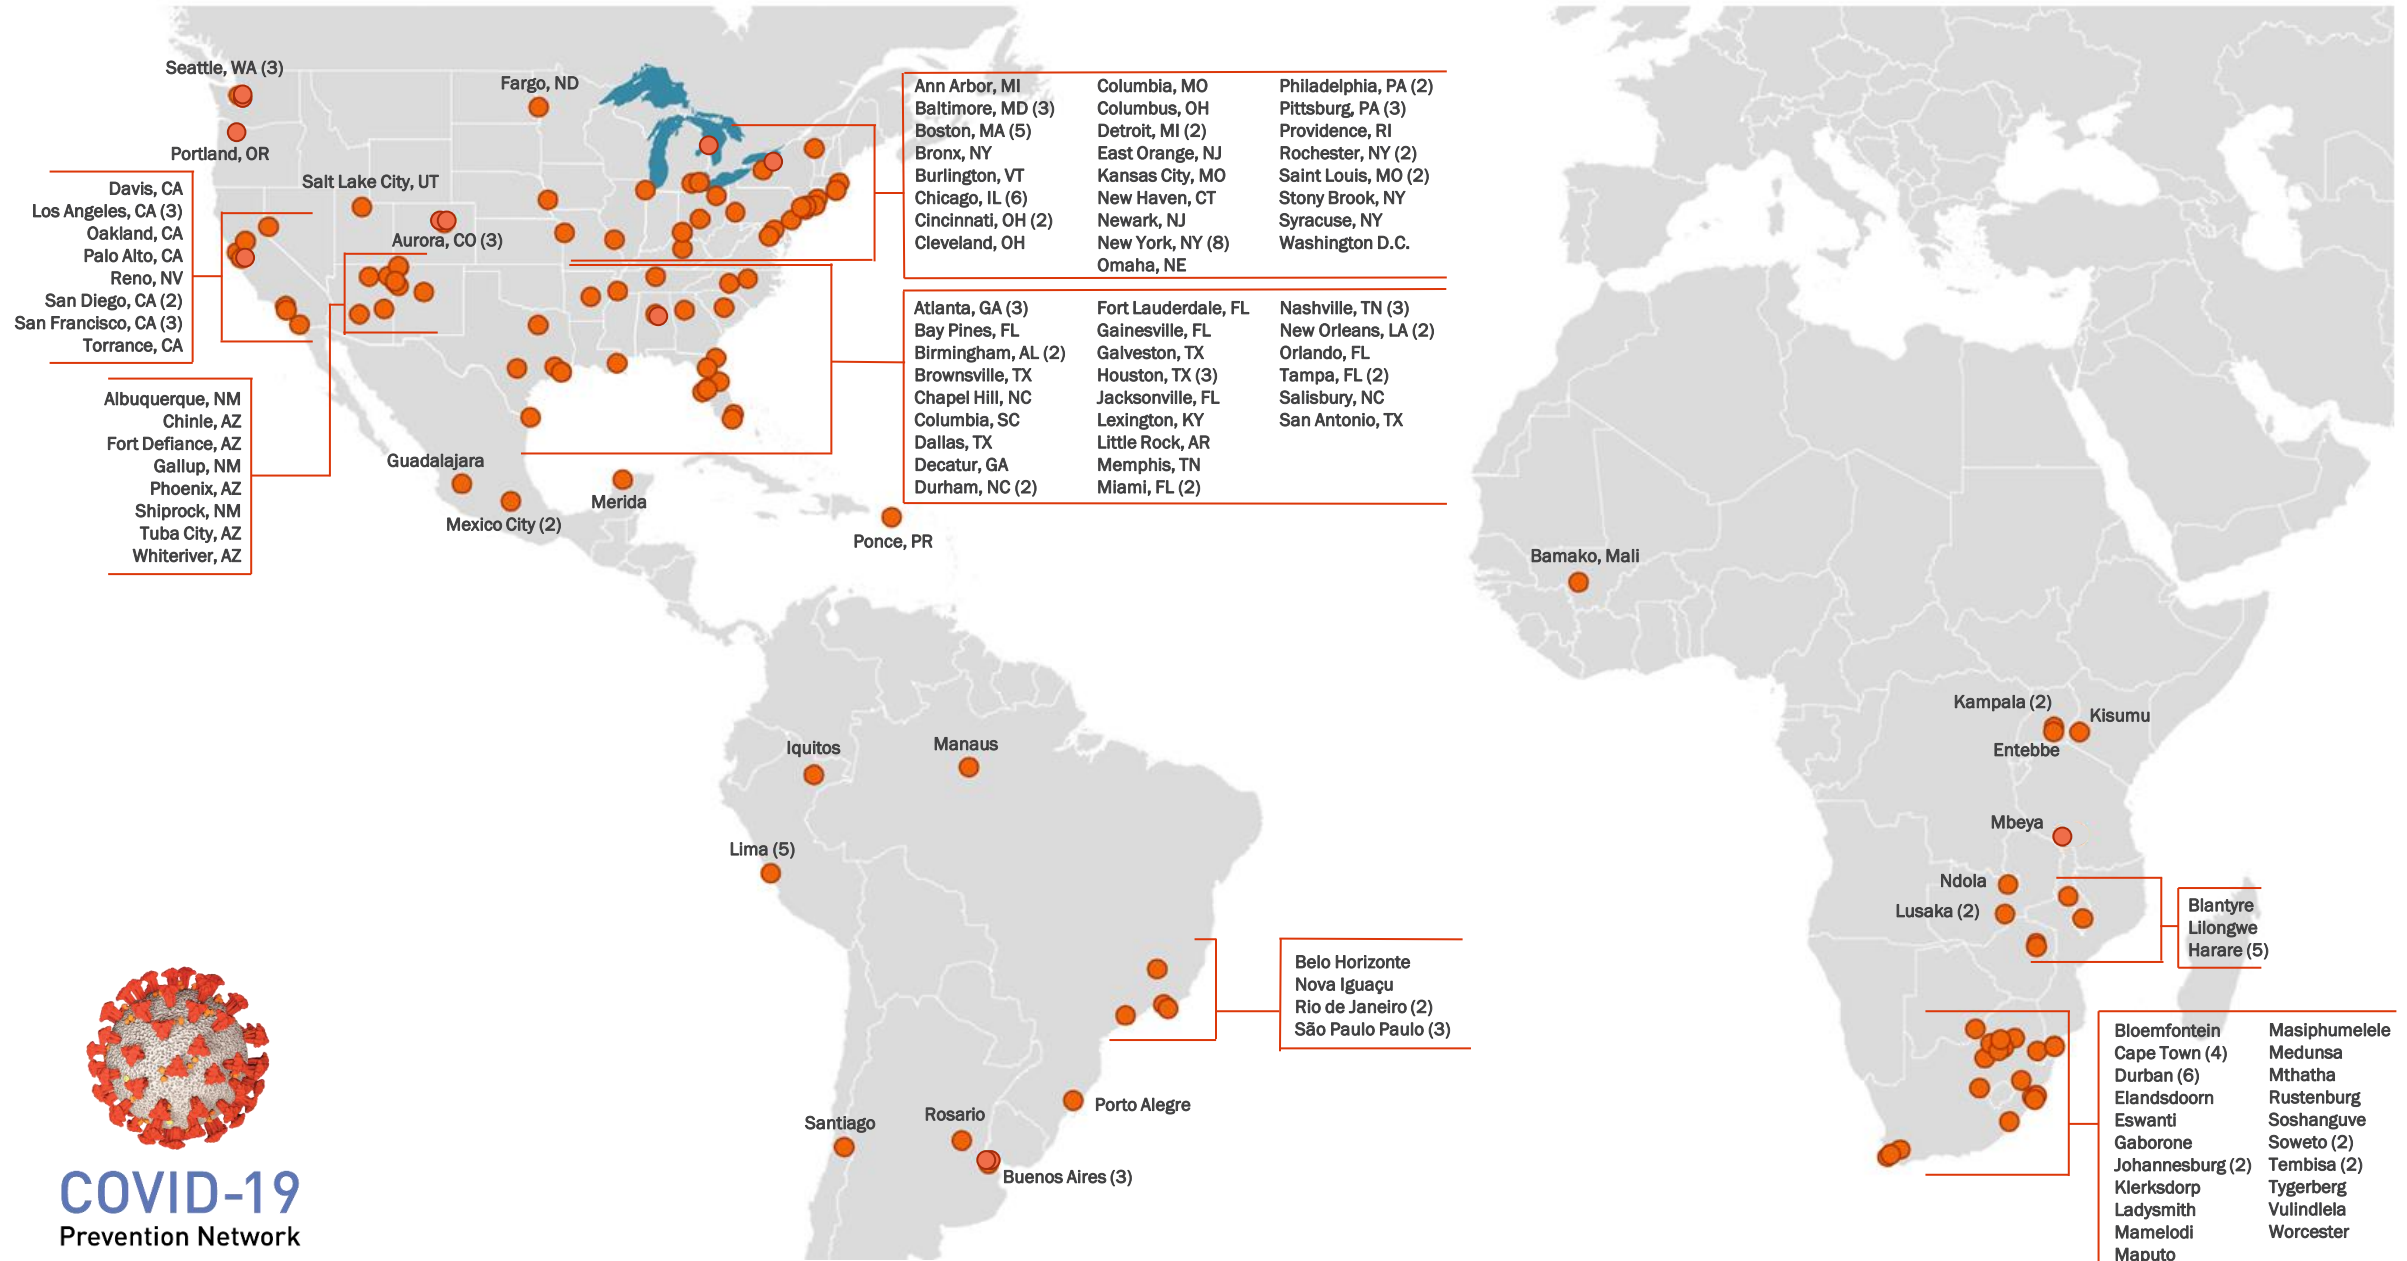 Seattle, WA (3)
Portland, OR
Fargo, ND
Salt Lake City, UT
Aurora, CO (3)
Davis, CA
Los Angeles, CA (3)
Oakland, CA
Palo Alto, CA
Reno, NV
San Diego, CA (2)
San Francisco, CA (3)
Torrance, CA
Albuquerque, NM
Chinle, AZ
Fort Defiance, AZ
Gallup, NM
Phoenix, AZ
Shiprock, NM
Tuba City, AZ
Whiteriver, AZ
Ann Arbor, MI
Baltimore, MD (3)
Boston, MA (5)
Bronx, NY
Burlington, VT
Chicago, IL (6)
Cincinnati, OH (2)
Cleveland, OH
Columbia, MO
Columbus, OH
Detroit, MI (2)
East Orange, NJ
Kansas City, MO
New Haven, CT
Newark, NJ
New York, NY (8)
Omaha, NE
Philadelphia, PA (2)
Pittsburg, PA (3)
Providence, RI
Rochester, NY (2)
Saint Louis, MO (2)
Stony Brook, NY
Syracuse, NY
Washington D.C.
Atlanta, GA (3)
Bay Pines, FL
Birmingham, AL (2)
Brownsville, TX
Chapel Hill, NC
Columbia, SC
Dallas, TX
Decatur, GA
Durham, NC (2)
Fort Lauderdale, FL
Gainesville, FL
Galveston, TX
Houston, TX (3)
Jacksonville, FL
Lexington, KY
Little Rock, AR
Memphis, TN
Miami, FL (2)
Nashville, TN (3)
New Orleans, LA (2)
Orlando, FL
Tampa, FL (2)
Salisbury, NC
San Antonio, TX
Guadalajara
Mexico City (2)
Merida
Ponce, PR
Iquitos
Manaus
Lima (5)
Belo Horizonte
Nova Iguaçu
Rio de Janeiro (2)
São Paulo Paulo (3)
Porto Alegre
Santiago
Rosario
Buenos Aires (3)
Bamako, Mali
Kampala (2)
Kisumu
Entebbe
Mbeya
Ndola
Lusaka (2)
Blantyre
Lilongwe
Harare (5)
Bloemfontein
Cape Town (4)
Durban (6)
Elandsdoorn
Eswanti
Gaborone
Johannesburg (2)
Klerksdorp
Ladysmith
Mamelodi
Maputo
Masiphumelele
Medunsa
Mthatha
Rustenburg
Soshanguve
Soweto (2)
Tembisa (2)
Tygerberg
Vulindlela
Worcester
COVID-19
Prevention Network